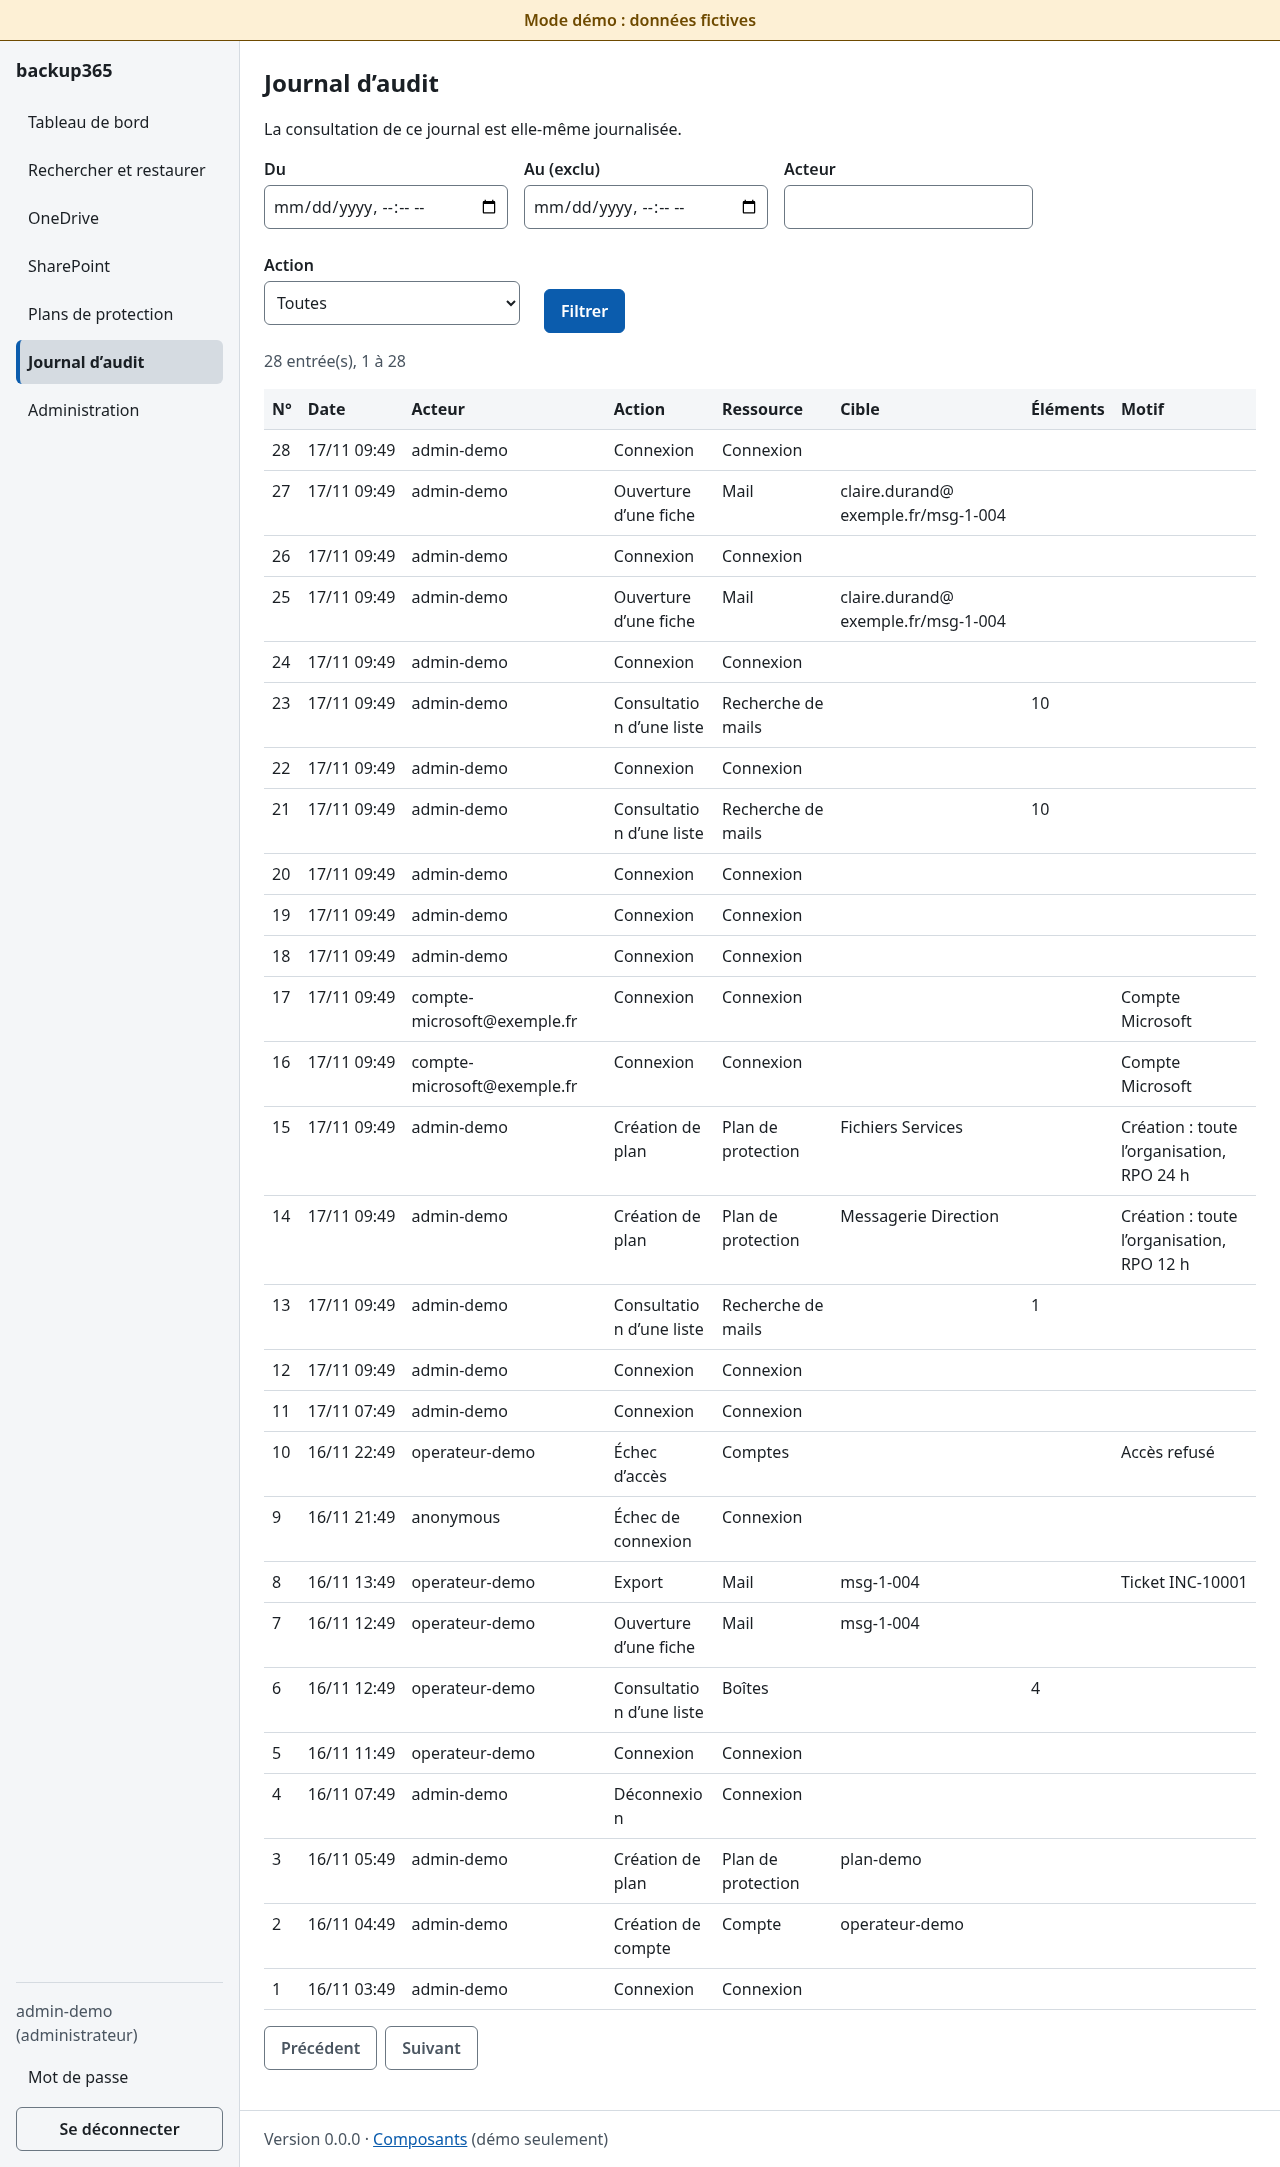 Mode démo : données fictives
backup365
Tableau de bord
Rechercher et restaurer
OneDrive
SharePoint
Plans de protection
Journal d’audit
Administration
admin-demo
(administrateur)
Mot de passe
Se déconnecter
Journal d’audit
La consultation de ce journal est elle-même journalisée.
Du Au (exclu) Acteur
mm/dd/yyyy, --:-- -- mm/dd/yyyy, --:-- --
Action
Toutes Filtrer
28 entrée(s), 1 à 28
N° Date Acteur Action Ressource Cible Éléments Motif
28 17/11 09:49 admin-demo Connexion Connexion
27 17/11 09:49 admin-demo Ouverture Mail claire.durand@
d’une fiche exemple.fr/msg-1-004
26 17/11 09:49 admin-demo Connexion Connexion
25 17/11 09:49 admin-demo Ouverture Mail claire.durand@
d’une fiche exemple.fr/msg-1-004
24 17/11 09:49 admin-demo Connexion Connexion
23 17/11 09:49 admin-demo Consultatio Recherche de 10
n d’une liste mails
22 17/11 09:49 admin-demo Connexion Connexion
21 17/11 09:49 admin-demo Consultatio Recherche de 10
n d’une liste mails
20 17/11 09:49 admin-demo Connexion Connexion
19 17/11 09:49 admin-demo Connexion Connexion
18 17/11 09:49 admin-demo Connexion Connexion
17 17/11 09:49 compte- Connexion Connexion Compte
microsoft@exemple.fr Microsoft
16 17/11 09:49 compte- Connexion Connexion Compte
microsoft@exemple.fr Microsoft
15 17/11 09:49 admin-demo Création de Plan de Fichiers Services Création : toute
plan protection l’organisation,
RPO 24 h
14 17/11 09:49 admin-demo Création de Plan de Messagerie Direction Création : toute
plan protection l’organisation,
RPO 12 h
13 17/11 09:49 admin-demo Consultatio Recherche de 1
n d’une liste mails
12 17/11 09:49 admin-demo Connexion Connexion
11 17/11 07:49 admin-demo Connexion Connexion
10 16/11 22:49 operateur-demo Échec Comptes Accès refusé
d’accès
9 16/11 21:49 anonymous Échec de Connexion
connexion
8 16/11 13:49 operateur-demo Export Mail msg-1-004 Ticket INC-10001
7 16/11 12:49 operateur-demo Ouverture Mail msg-1-004
d’une fiche
6 16/11 12:49 operateur-demo Consultatio Boîtes 4
n d’une liste
5 16/11 11:49 operateur-demo Connexion Connexion
4 16/11 07:49 admin-demo Déconnexio Connexion
n
3 16/11 05:49 admin-demo Création de Plan de plan-demo
plan protection
2 16/11 04:49 admin-demo Création de Compte operateur-demo
compte
1 16/11 03:49 admin-demo Connexion Connexion
Précédent Suivant
Version 0.0.0 · Composants (démo seulement)